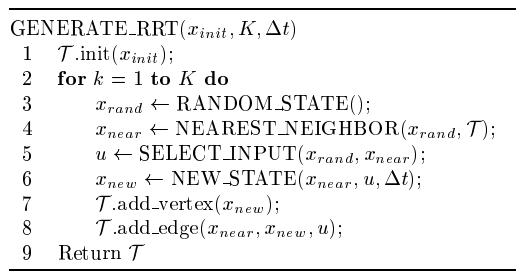 GENERATE_RRT(x_init, K, Δt)
1 𝒯.init(x_init);
2 for k = 1 to K do
3 x_rand ← RANDOM_STATE();
4 x_near ← NEAREST_NEIGHBOR(x_rand, 𝒯);
5 u ← SELECT_INPUT(x_rand, x_near);
6 x_new ← NEW_STATE(x_near, u, Δt);
7 𝒯.add_vertex(x_new);
8 𝒯.add_edge(x_near, x_new, u);
9 Return 𝒯